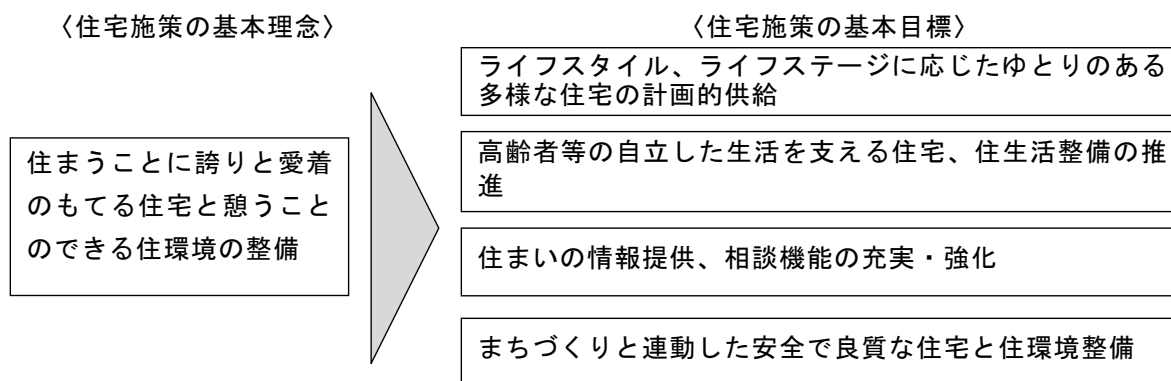 〈住宅施策の基本理念〉
〈住宅施策の基本目標〉
住まうことに誇りと愛着
のもてる住宅と憩うこと
のできる住環境の整備
ライフスタイル、ライフステージに応じたゆとりのある
多様な住宅の計画的供給
高齢者等の自立した生活を支える住宅、住生活整備の推
進
住まいの情報提供、相談機能の充実・強化
まちづくりと連動した安全で良質な住宅と住環境整備